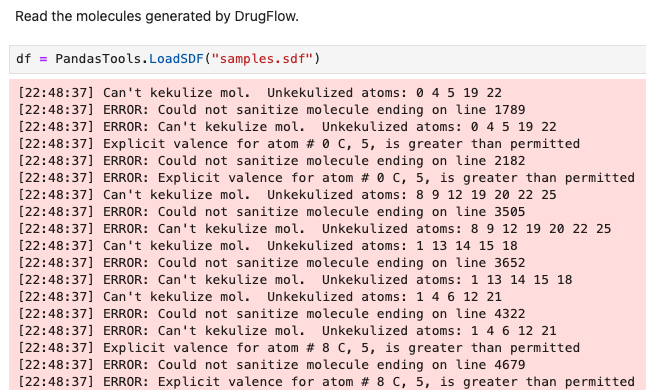 Read the molecules generated by DrugFlow.
df = PandasTools.LoadSDF("samples.sdf")
[22:48:37] Can't kekulize mol.  Unkekulized atoms: 0 4 5 19 22
[22:48:37] ERROR: Could not sanitize molecule ending on line 1789
[22:48:37] ERROR: Can't kekulize mol.  Unkekulized atoms: 0 4 5 19 22
[22:48:37] Explicit valence for atom # 0 C, 5, is greater than permitted
[22:48:37] ERROR: Could not sanitize molecule ending on line 2182
[22:48:37] ERROR: Explicit valence for atom # 0 C, 5, is greater than permitted
[22:48:37] Can't kekulize mol.  Unkekulized atoms: 8 9 12 19 20 22 25
[22:48:37] ERROR: Could not sanitize molecule ending on line 3505
[22:48:37] ERROR: Can't kekulize mol.  Unkekulized atoms: 8 9 12 19 20 22 25
[22:48:37] Can't kekulize mol.  Unkekulized atoms: 1 13 14 15 18
[22:48:37] ERROR: Could not sanitize molecule ending on line 3652
[22:48:37] ERROR: Can't kekulize mol.  Unkekulized atoms: 1 13 14 15 18
[22:48:37] Can't kekulize mol.  Unkekulized atoms: 1 4 6 12 21
[22:48:37] ERROR: Could not sanitize molecule ending on line 4322
[22:48:37] ERROR: Can't kekulize mol.  Unkekulized atoms: 1 4 6 12 21
[22:48:37] Explicit valence for atom # 8 C, 5, is greater than permitted
[22:48:37] ERROR: Could not sanitize molecule ending on line 4679
[22:48:37] ERROR: Explicit valence for atom # 8 C, 5, is greater than permitted